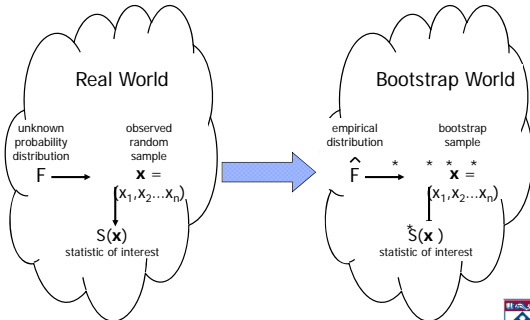 Real World
unknown
probability
distribution
observed
random
sample
F
x =
(x1,x2...xn)
S(x)
statistic of interest
Bootstrap World
empirical
distribution
bootstrap
sample
^
F
* * * *
x =
(x1,x2...xn)
*
S(x )
statistic of interest